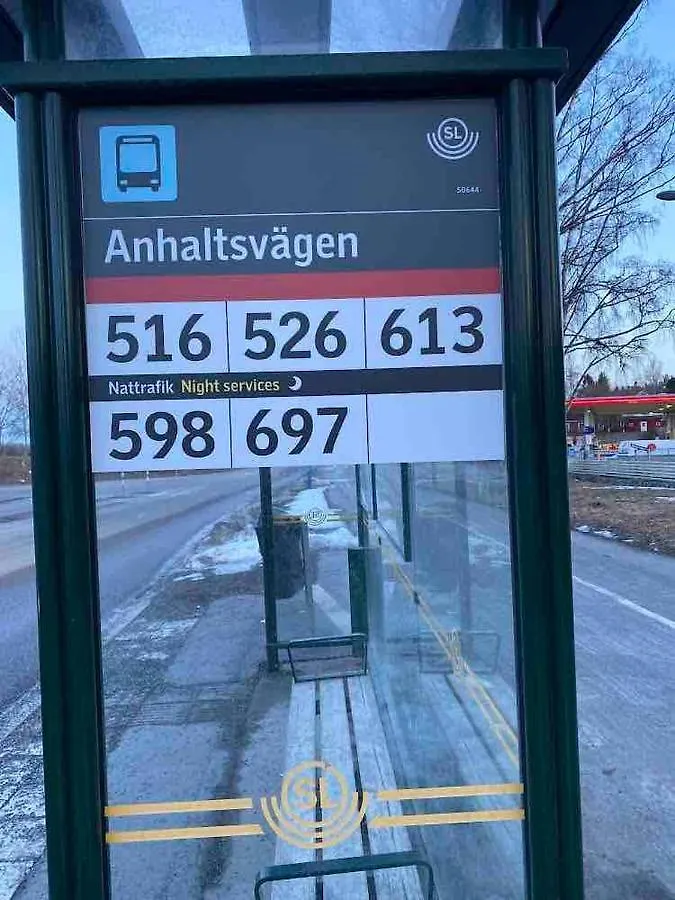 SL
50644
Anhaltsvägen
516 526 613
Nattrafik Night services
598 697
SL